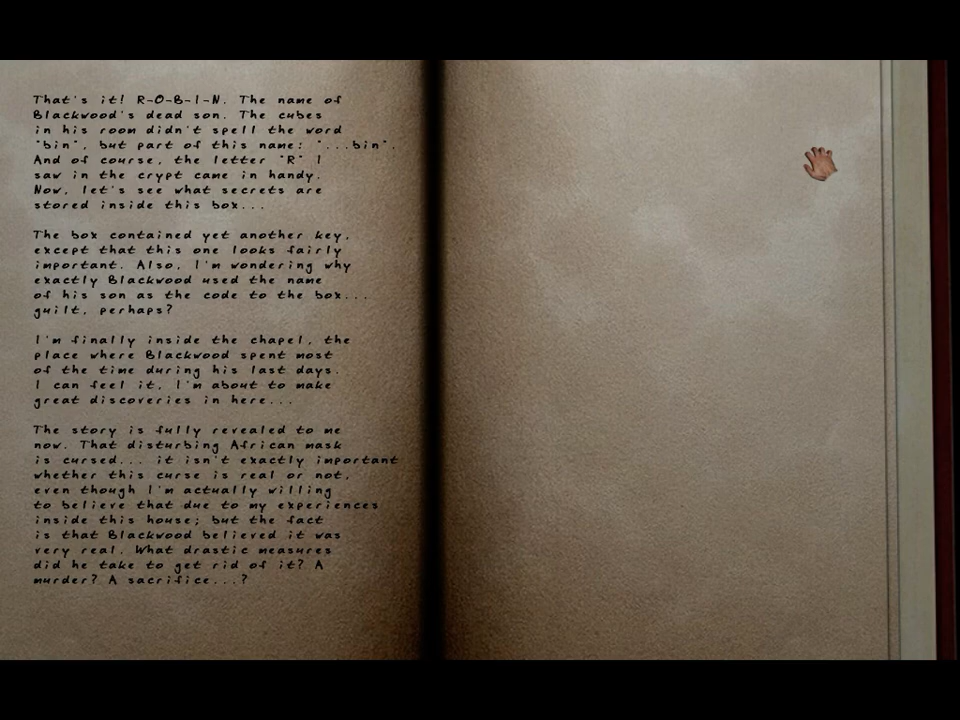 That's it! R-O-B-I-N. The name of
Blackwood's dead son. The cubes
in his room didn't spell the word
"bin", but part of this name: "...bin".
And of course, the letter "R" I
saw in the crypt came in handy.
Now, let's see what secrets are
stored inside this box...
The box contained yet another key,
except that this one looks fairly
important. Also, I'm wondering why
exactly Blackwood used the name
of his son as the code to the box...
guilt, perhaps?
I'm finally inside the chapel, the
place where Blackwood spent most
of the time during his last days.
I can feel it, I'm about to make
great discoveries in here...
The story is fully revealed to me
now. That disturbing African mask
is cursed... it isn't exactly important
whether this curse is real or not,
even though I'm actually willing
to believe that due to my experiences
inside this house; but the fact
is that Blackwood believed it was
very real. What drastic measures
did he take to get rid of it? A
murder? A sacrifice...?